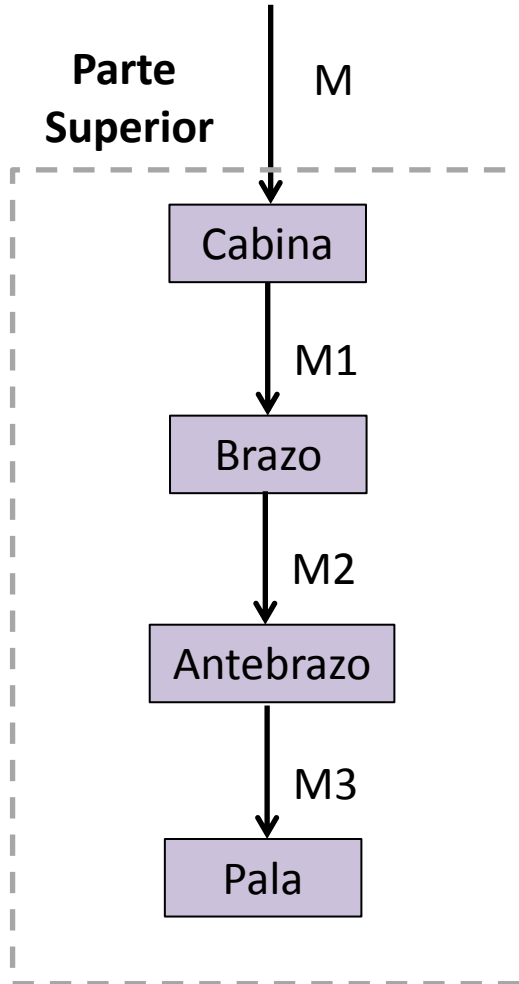 Parte
Superior
M
Cabina
M1
Brazo
M2
Antebrazo
M3
Pala